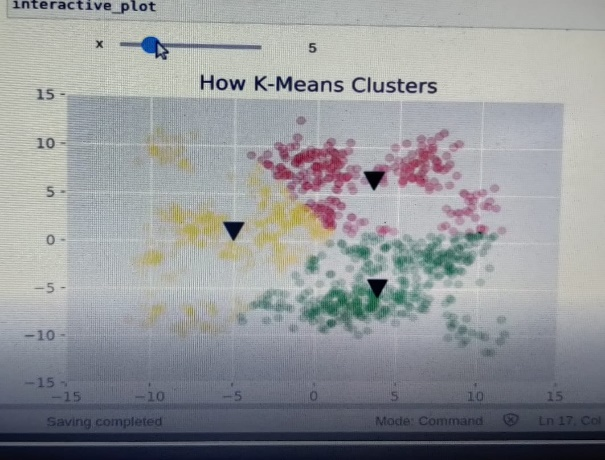 interactive_plot
x 5
How K-Means Clusters
15
10
5
0
−5
−10
−15
−15 −10 −5 0 5 10 15
Saving completed Mode: Command Ln 17, Col